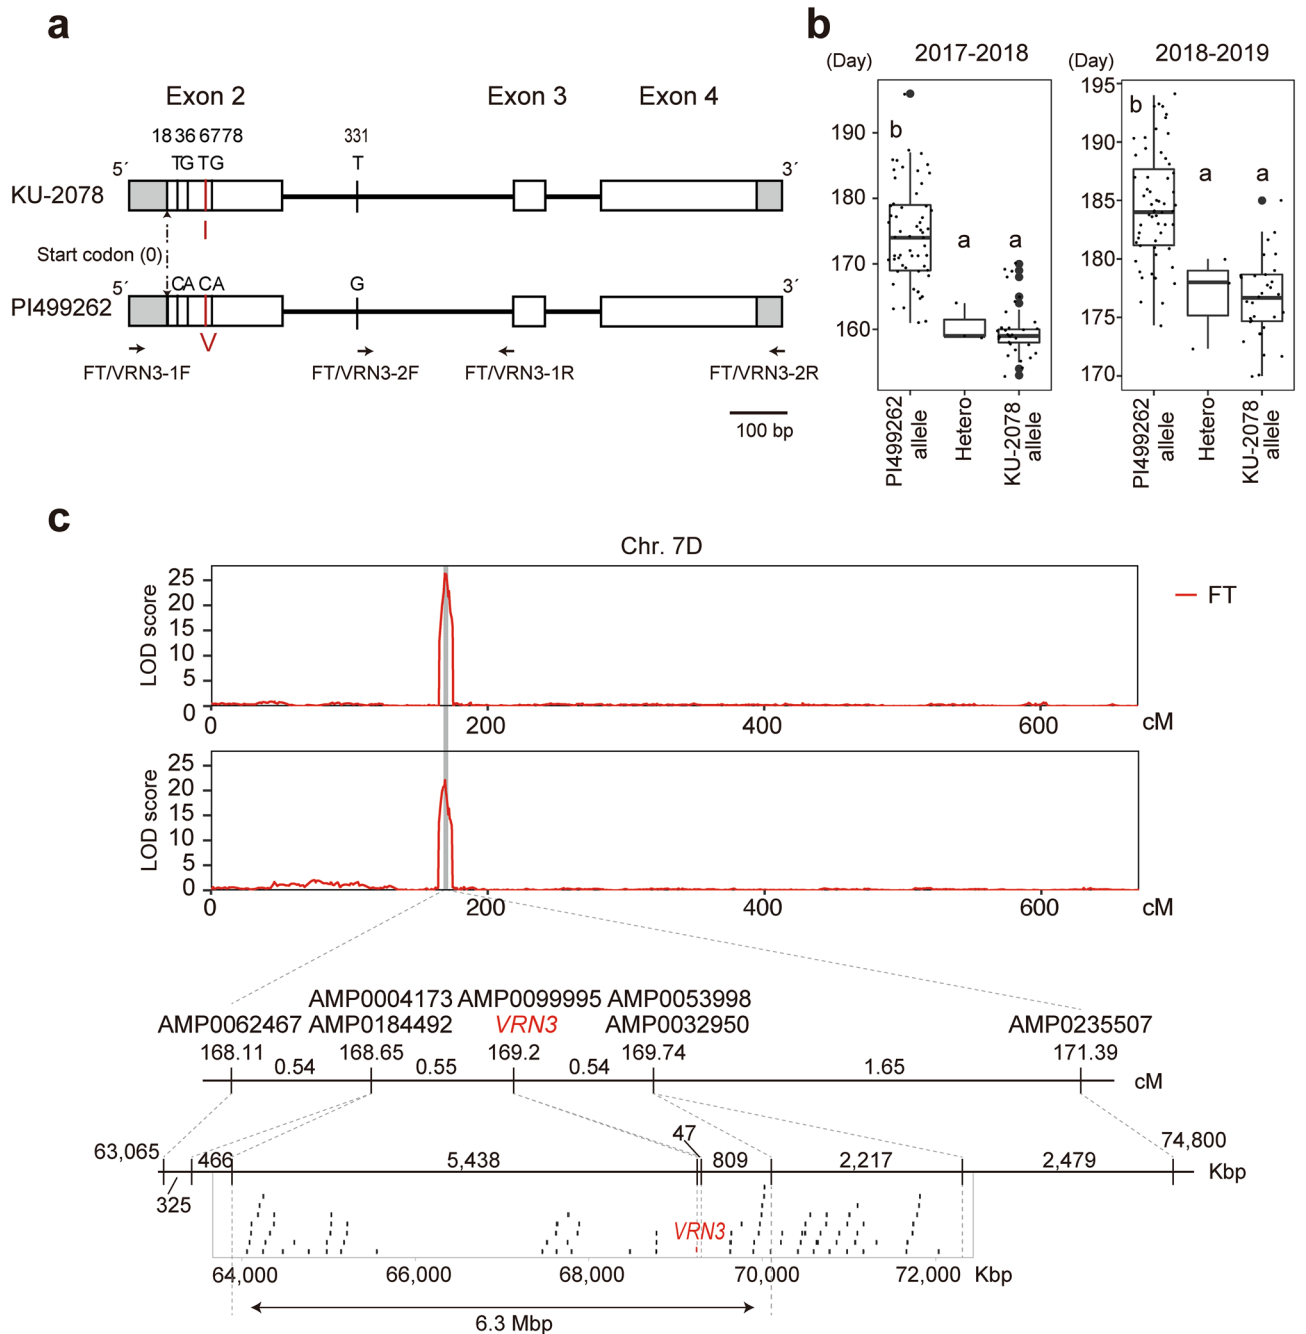 a
Exon 2
Exon 3
Exon 4
18 36 67 78
331
TG TG
T
5´
3´
KU-2078
I
Start codon (0)
CA CA
G
5´
3´
PI499262
V
FT/VRN3-1F
FT/VRN3-2F
FT/VRN3-1R
FT/VRN3-2R
100 bp
b
(Day)
2017-2018
190
180
170
160
b
a
a
PI499262 allele
Hetero
KU-2078 allele
(Day)
2018-2019
195
190
185
180
175
170
b
a
a
PI499262 allele
Hetero
KU-2078 allele
c
Chr. 7D
LOD score
25
20
15
10
5
0
0
200
400
600
cM
FT
LOD score
25
20
15
10
5
0
0
200
400
600
cM
AMP0004173 AMP0099995 AMP0053998
AMP0062467 AMP0184492 VRN3 AMP0032950 AMP0235507
168.11 168.65 169.2 169.74 171.39
0.54 0.55 0.54 1.65
cM
47
63,065
74,800
466 5,438 809 2,217 2,479
Kbp
325
VRN3
64,000 66,000 68,000 70,000 72,000 Kbp
6.3 Mbp